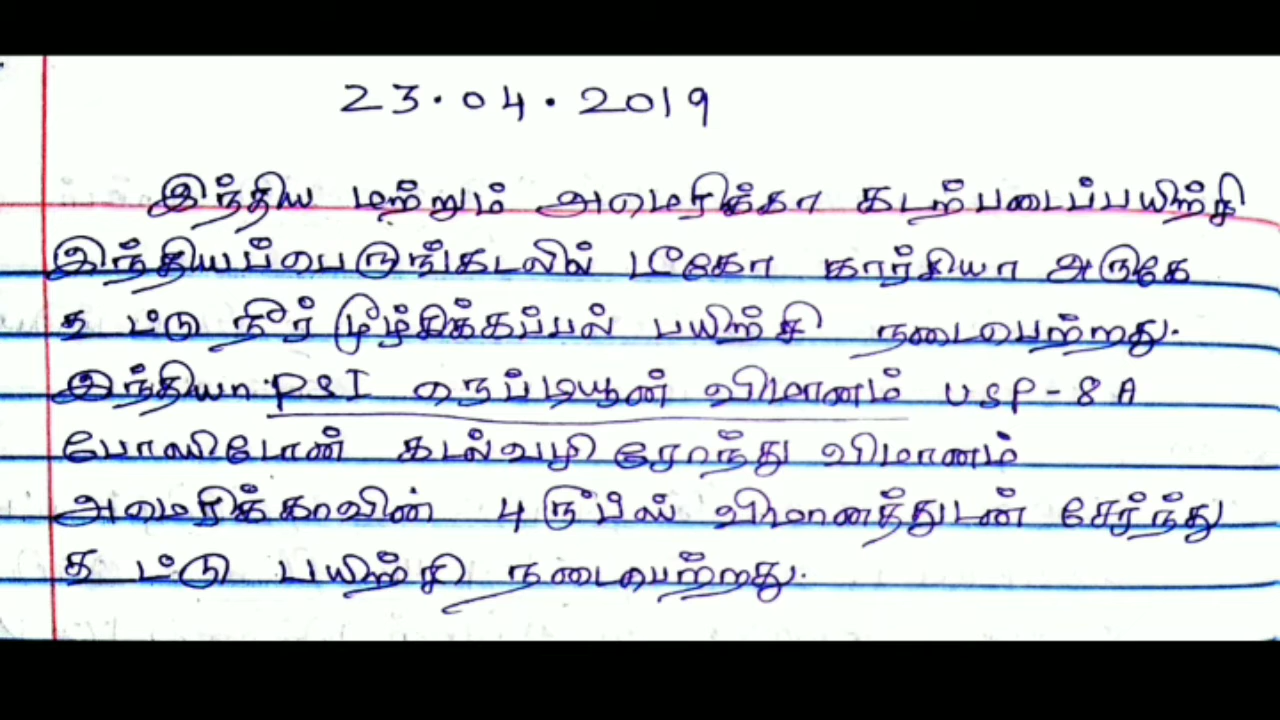 23.04.2019
இந்திய மற்றும் அமெரிக்கா கடற்படைப்பயிற்சி
இந்தியப்பெருங்கடலில் டீகோ கார்சியா அருகே
கூட்டு நீர் மூழ்சிக்கப்பல் பயிற்சி நடைபெற்றது.
இந்தியா P8I நெப்டியூன் விமானம் USP-8A
போஸிடோன் கடல்வழி ரோந்து விமானம்
அமெரிக்காவின் விமானத்துடன் சேர்ந்து
கூட்டு பயிற்சி நடைபெற்றது.